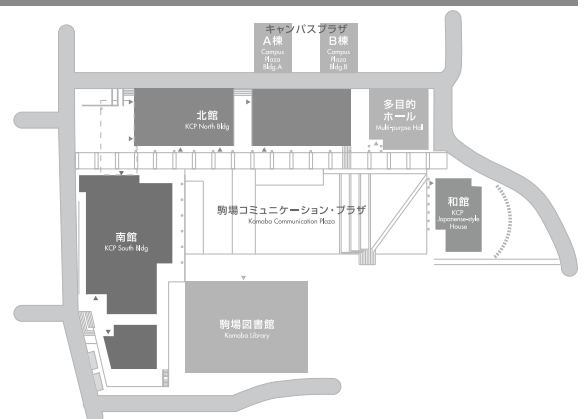 キャンパスプラザ
A棟
Campus
Plaza
Bldg.A
B棟
Campus
Plaza
Bldg.B
北館
KCP North Bldg
多目的
ホール
Multi-purpse Hall
駒場コミュニケーション・プラザ
Komaba Communication Plaza
和館
KCP
Japanense-style
House
南館
KCP South Bldg
駒場図書館
Komaba Library